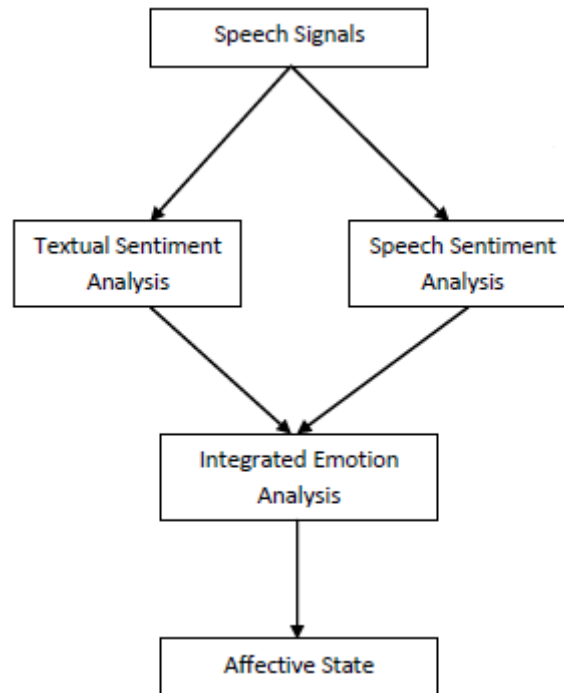 Speech Signals
Textual Sentiment
Analysis
Speech Sentiment
Analysis
Integrated Emotion
Analysis
Affective State